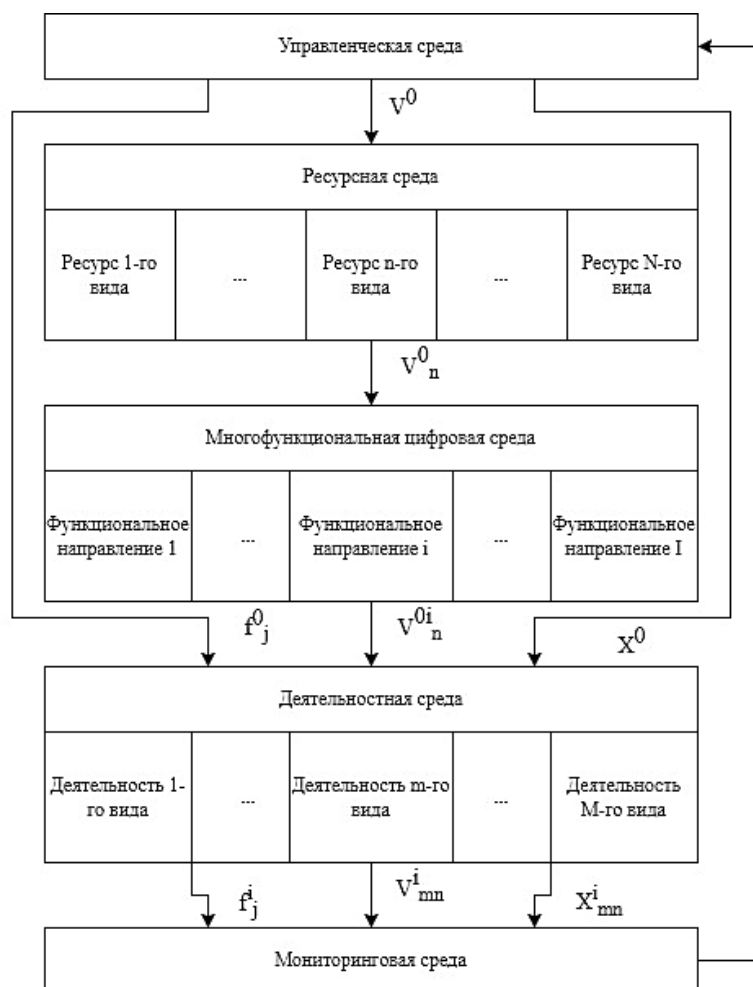 Управленческая среда
V⁰
Ресурсная среда
Ресурс 1-го
вида
...
Ресурс n-го
вида
...
Ресурс N-го
вида
V⁰ₙ
Многофункциональная цифровая среда
Функциональное
направление 1
...
Функциональное
направление i
...
Функциональное
направление I
f⁰ⱼ
V⁰ⁱₙ
X⁰
Деятельностная среда
Деятельность 1-
го вида
...
Деятельность m-го
вида
...
Деятельность
M-го вида
fⁱⱼ
Vⁱₘₙ
Xⁱₘₙ
Мониторинговая среда